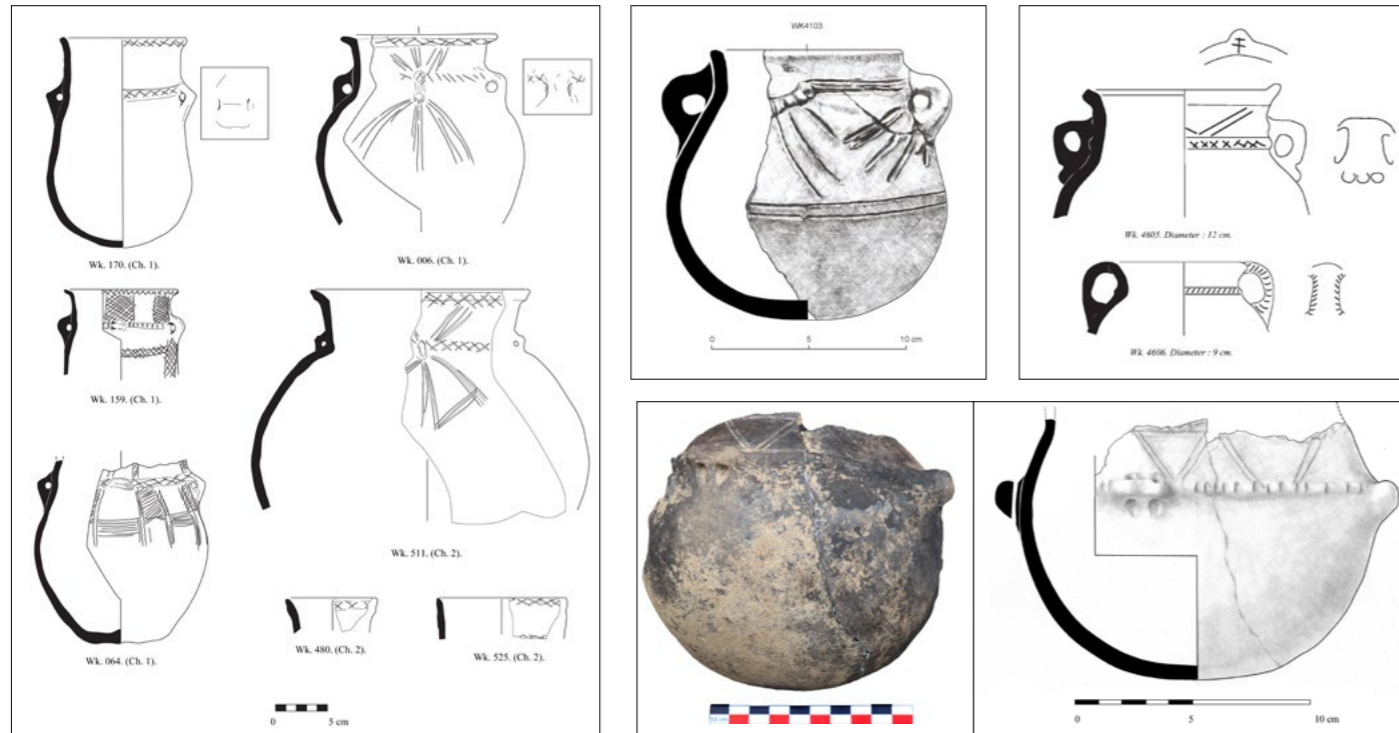 Wk. 170. (Ch. 1).
Wk. 006. (Ch. 1).
Wk. 159. (Ch. 1).
Wk. 511. (Ch. 2).
Wk. 064. (Ch. 1).
Wk. 480. (Ch. 2).
Wk. 525. (Ch. 2).
0 5 cm
WK4103
0 5 10 cm
Wk. 4605. Diameter : 12 cm.
Wk. 4606. Diameter : 9 cm.
10 cm
0 5 10 cm